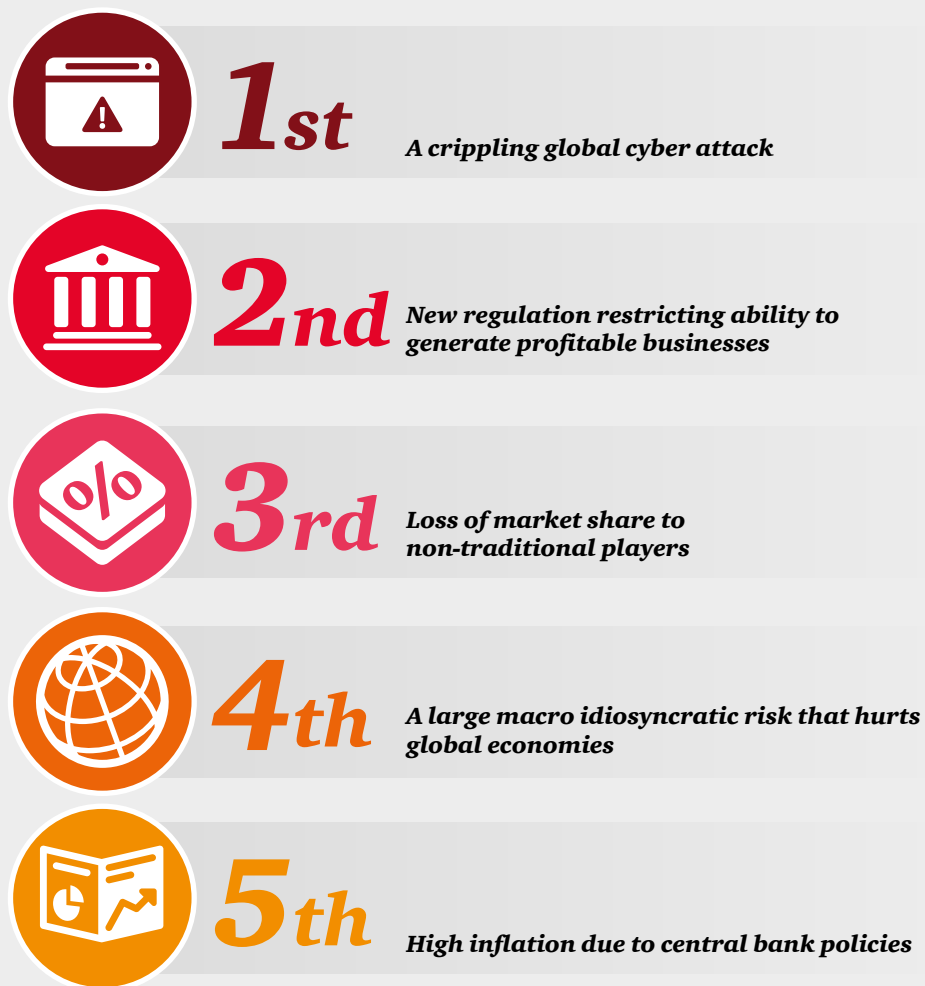 1st
A crippling global cyber attack
2nd
New regulation restricting ability to
generate profitable businesses
%
3rd
Loss of market share to
non-traditional players
4th
A large macro idiosyncratic risk that hurts
global economies
5th
High inflation due to central bank policies